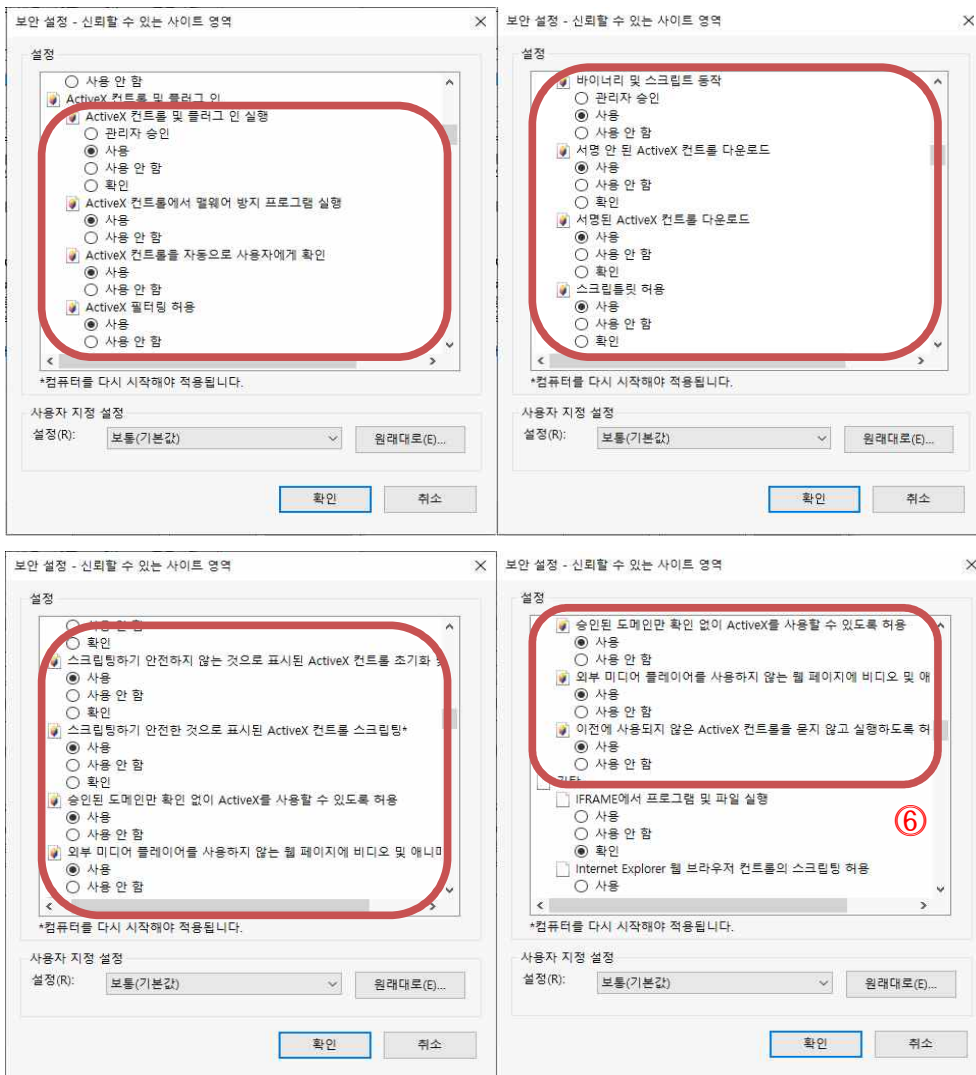 보안 설정 - 신뢰할 수 있는 사이트 영역
설정
사용 안 함
ActiveX 컨트롤 및 플러그 인
ActiveX 컨트롤 및 플러그 인 실행
관리자 승인
사용
사용 안 함
확인
ActiveX 컨트롤에서 맬웨어 방지 프로그램 실행
사용
사용 안 함
ActiveX 컨트롤을 자동으로 사용자에게 확인
사용
사용 안 함
ActiveX 필터링 허용
사용
사용 안 함
*컴퓨터를 다시 시작해야 적용됩니다.
사용자 지정 설정
설정(R):
보통(기본값)
원래대로(E)...
확인
취소
보안 설정 - 신뢰할 수 있는 사이트 영역
설정
바이너리 및 스크립트 동작
관리자 승인
사용
사용 안 함
서명 안 된 ActiveX 컨트롤 다운로드
사용
사용 안 함
확인
서명된 ActiveX 컨트롤 다운로드
사용
사용 안 함
확인
스크립틀릿 허용
사용
사용 안 함
확인
*컴퓨터를 다시 시작해야 적용됩니다.
사용자 지정 설정
설정(R):
보통(기본값)
원래대로(E)...
확인
취소
보안 설정 - 신뢰할 수 있는 사이트 영역
설정
사용 안 함
확인
스크립팅하기 안전하지 않는 것으로 표시된 ActiveX 컨트롤 초기화 및
사용
사용 안 함
확인
스크립팅하기 안전한 것으로 표시된 ActiveX 컨트롤 스크립팅*
사용
사용 안 함
확인
승인된 도메인만 확인 없이 ActiveX를 사용할 수 있도록 허용
사용
사용 안 함
외부 미디어 플레이어를 사용하지 않는 웹 페이지에 비디오 및 애니메
사용
사용 안 함
*컴퓨터를 다시 시작해야 적용됩니다.
사용자 지정 설정
설정(R):
보통(기본값)
원래대로(E)...
확인
취소
보안 설정 - 신뢰할 수 있는 사이트 영역
설정
승인된 도메인만 확인 없이 ActiveX를 사용할 수 있도록 허용
사용
사용 안 함
외부 미디어 플레이어를 사용하지 않는 웹 페이지에 비디오 및 애
사용
사용 안 함
이전에 사용되지 않은 ActiveX 컨트롤을 묻지 않고 실행하도록 허
사용
사용 안 함
기타
IFRAME에서 프로그램 및 파일 실행
사용
사용 안 함
확인
⑥
Internet Explorer 웹 브라우저 컨트롤의 스크립팅 허용
사용
*컴퓨터를 다시 시작해야 적용됩니다.
사용자 지정 설정
설정(R):
보통(기본값)
원래대로(E)...
확인
취소